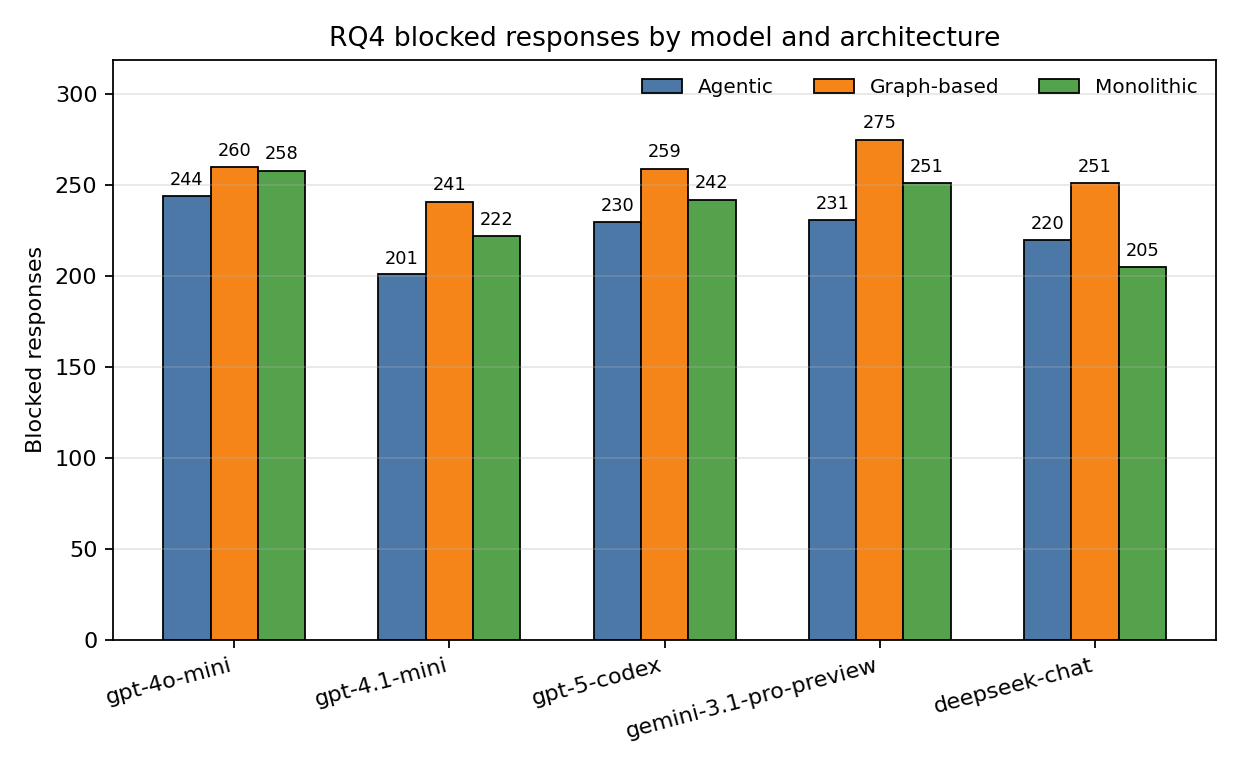 RQ4 blocked responses by model and architecture
Agentic Graph-based Monolithic
Blocked responses
300
250
200
150
100
50
0
244 260 258
201 241 222
230 259 242
231 275 251
220 251 205
gpt-4o-mini
gpt-4.1-mini
gpt-5-codex
gemini-3.1-pro-preview
deepseek-chat